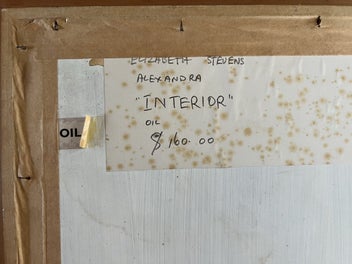 ELIZABETH STEVENS
ALEXANDRA
"INTERIOR"
OIL
$160.00
OIL